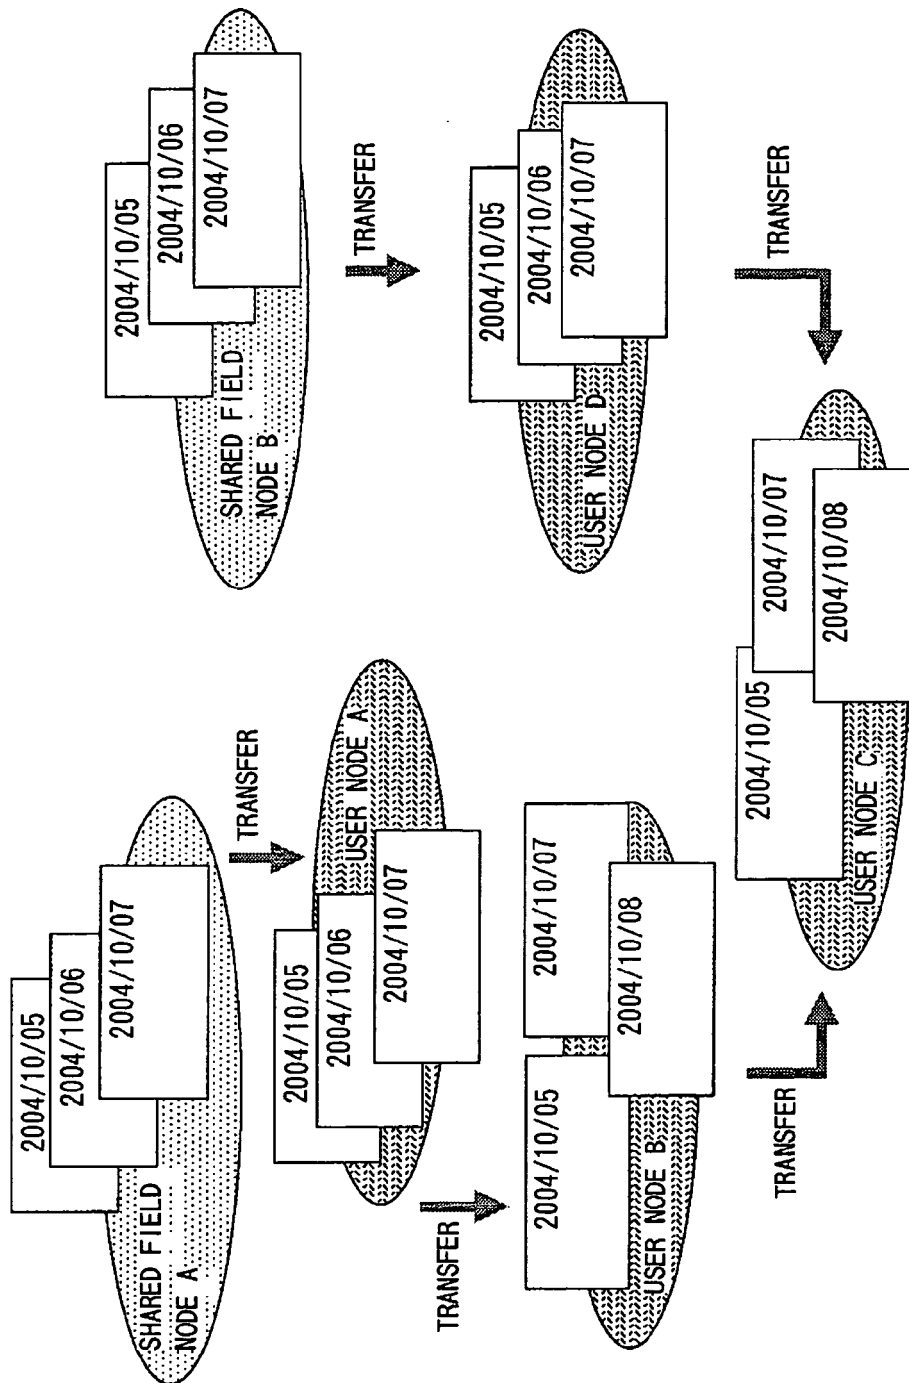 2004/10/05
2004/10/06
2004/10/07
SHARED FIELD
NODE A
TRANSFER
2004/10/05
2004/10/06
2004/10/07
USER NODE A
TRANSFER
2004/10/05
2004/10/07
2004/10/08
USER NODE B
TRANSFER
2004/10/05
2004/10/06
2004/10/07
SHARED FIELD
NODE B
TRANSFER
2004/10/05
2004/10/06
2004/10/07
USER NODE D
TRANSFER
2004/10/05
2004/10/07
2004/10/08
USER NODE C